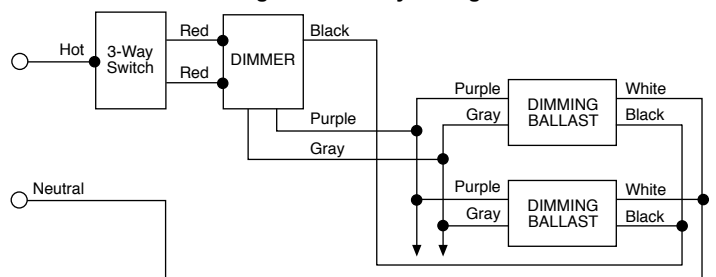 Hot
3-Way
Switch
Red
Red
DIMMER
Black
Purple
Gray
Purple
Gray
DIMMING
BALLAST
White
Black
Neutral
Purple
Gray
DIMMING
BALLAST
White
Black